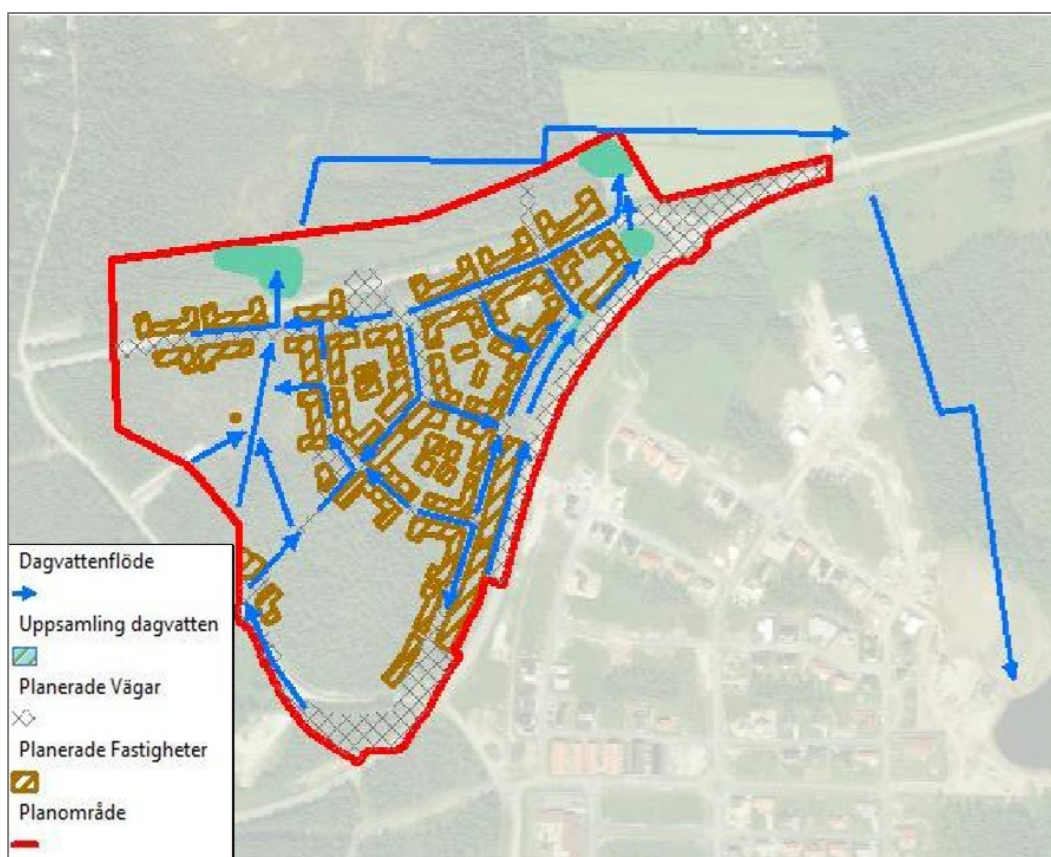 Dagvattenflöde
Uppsamling dagvatten
Planerade Vägar
Planerade Fastigheter
Planområde